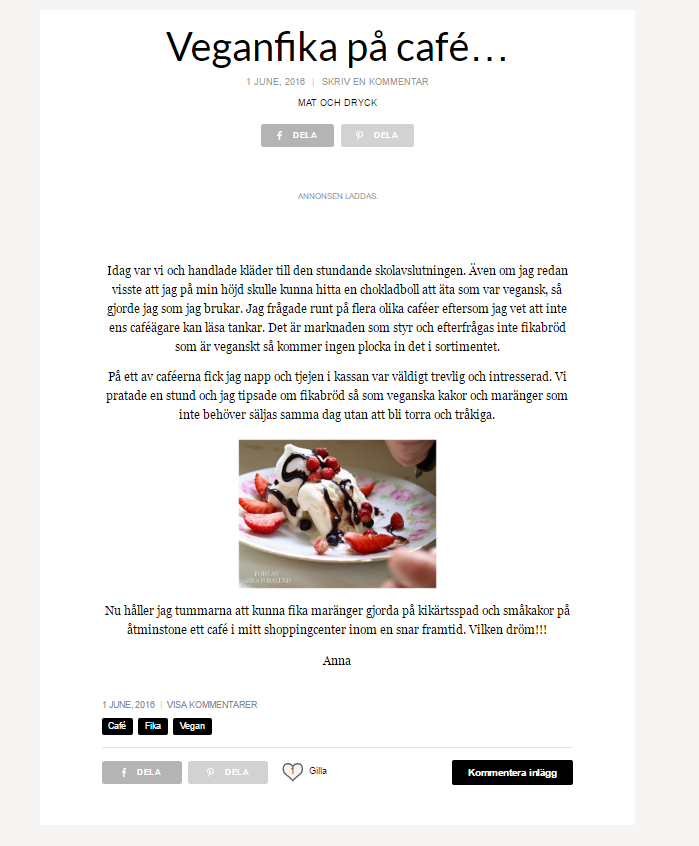 Veganfika på café…
1 JUNE, 2016 | SKRIV EN KOMMENTAR
MAT OCH DRYCK
DELA DELA
ANNONSEN LADDAS.
Idag var vi och handlade kläder till den stundande skolavslutningen. Även om jag redan
visste att jag på min höjd skulle kunna hitta en chokladboll att äta som var vegansk, så
gjorde jag som jag brukar. Jag frågade runt på flera olika caféer eftersom jag vet att inte
ens caféägare kan läsa tankar. Det är marknaden som styr och efterfrågas inte fikabröd
som är veganskt så kommer ingen plocka in det i sortimentet.
På ett av caféerna fick jag napp och tjejen i kassan var väldigt trevlig och intresserad. Vi
pratade en stund och jag tipsade om fikabröd så som veganska kakor och maränger som
inte behöver säljas samma dag utan att bli torra och tråkiga.
FOTO AV
ANNA FORSLUND
Nu håller jag tummarna att kunna fika maränger gjorda på kikärtsspad och småkakor på
åtminstone ett café i mitt shoppingcenter inom en snar framtid. Vilken dröm!!!
Anna
1 JUNE, 2016 | VISA KOMMENTARER
Café Fika Vegan
DELA DELA 1 Gilla Kommentera inlägg